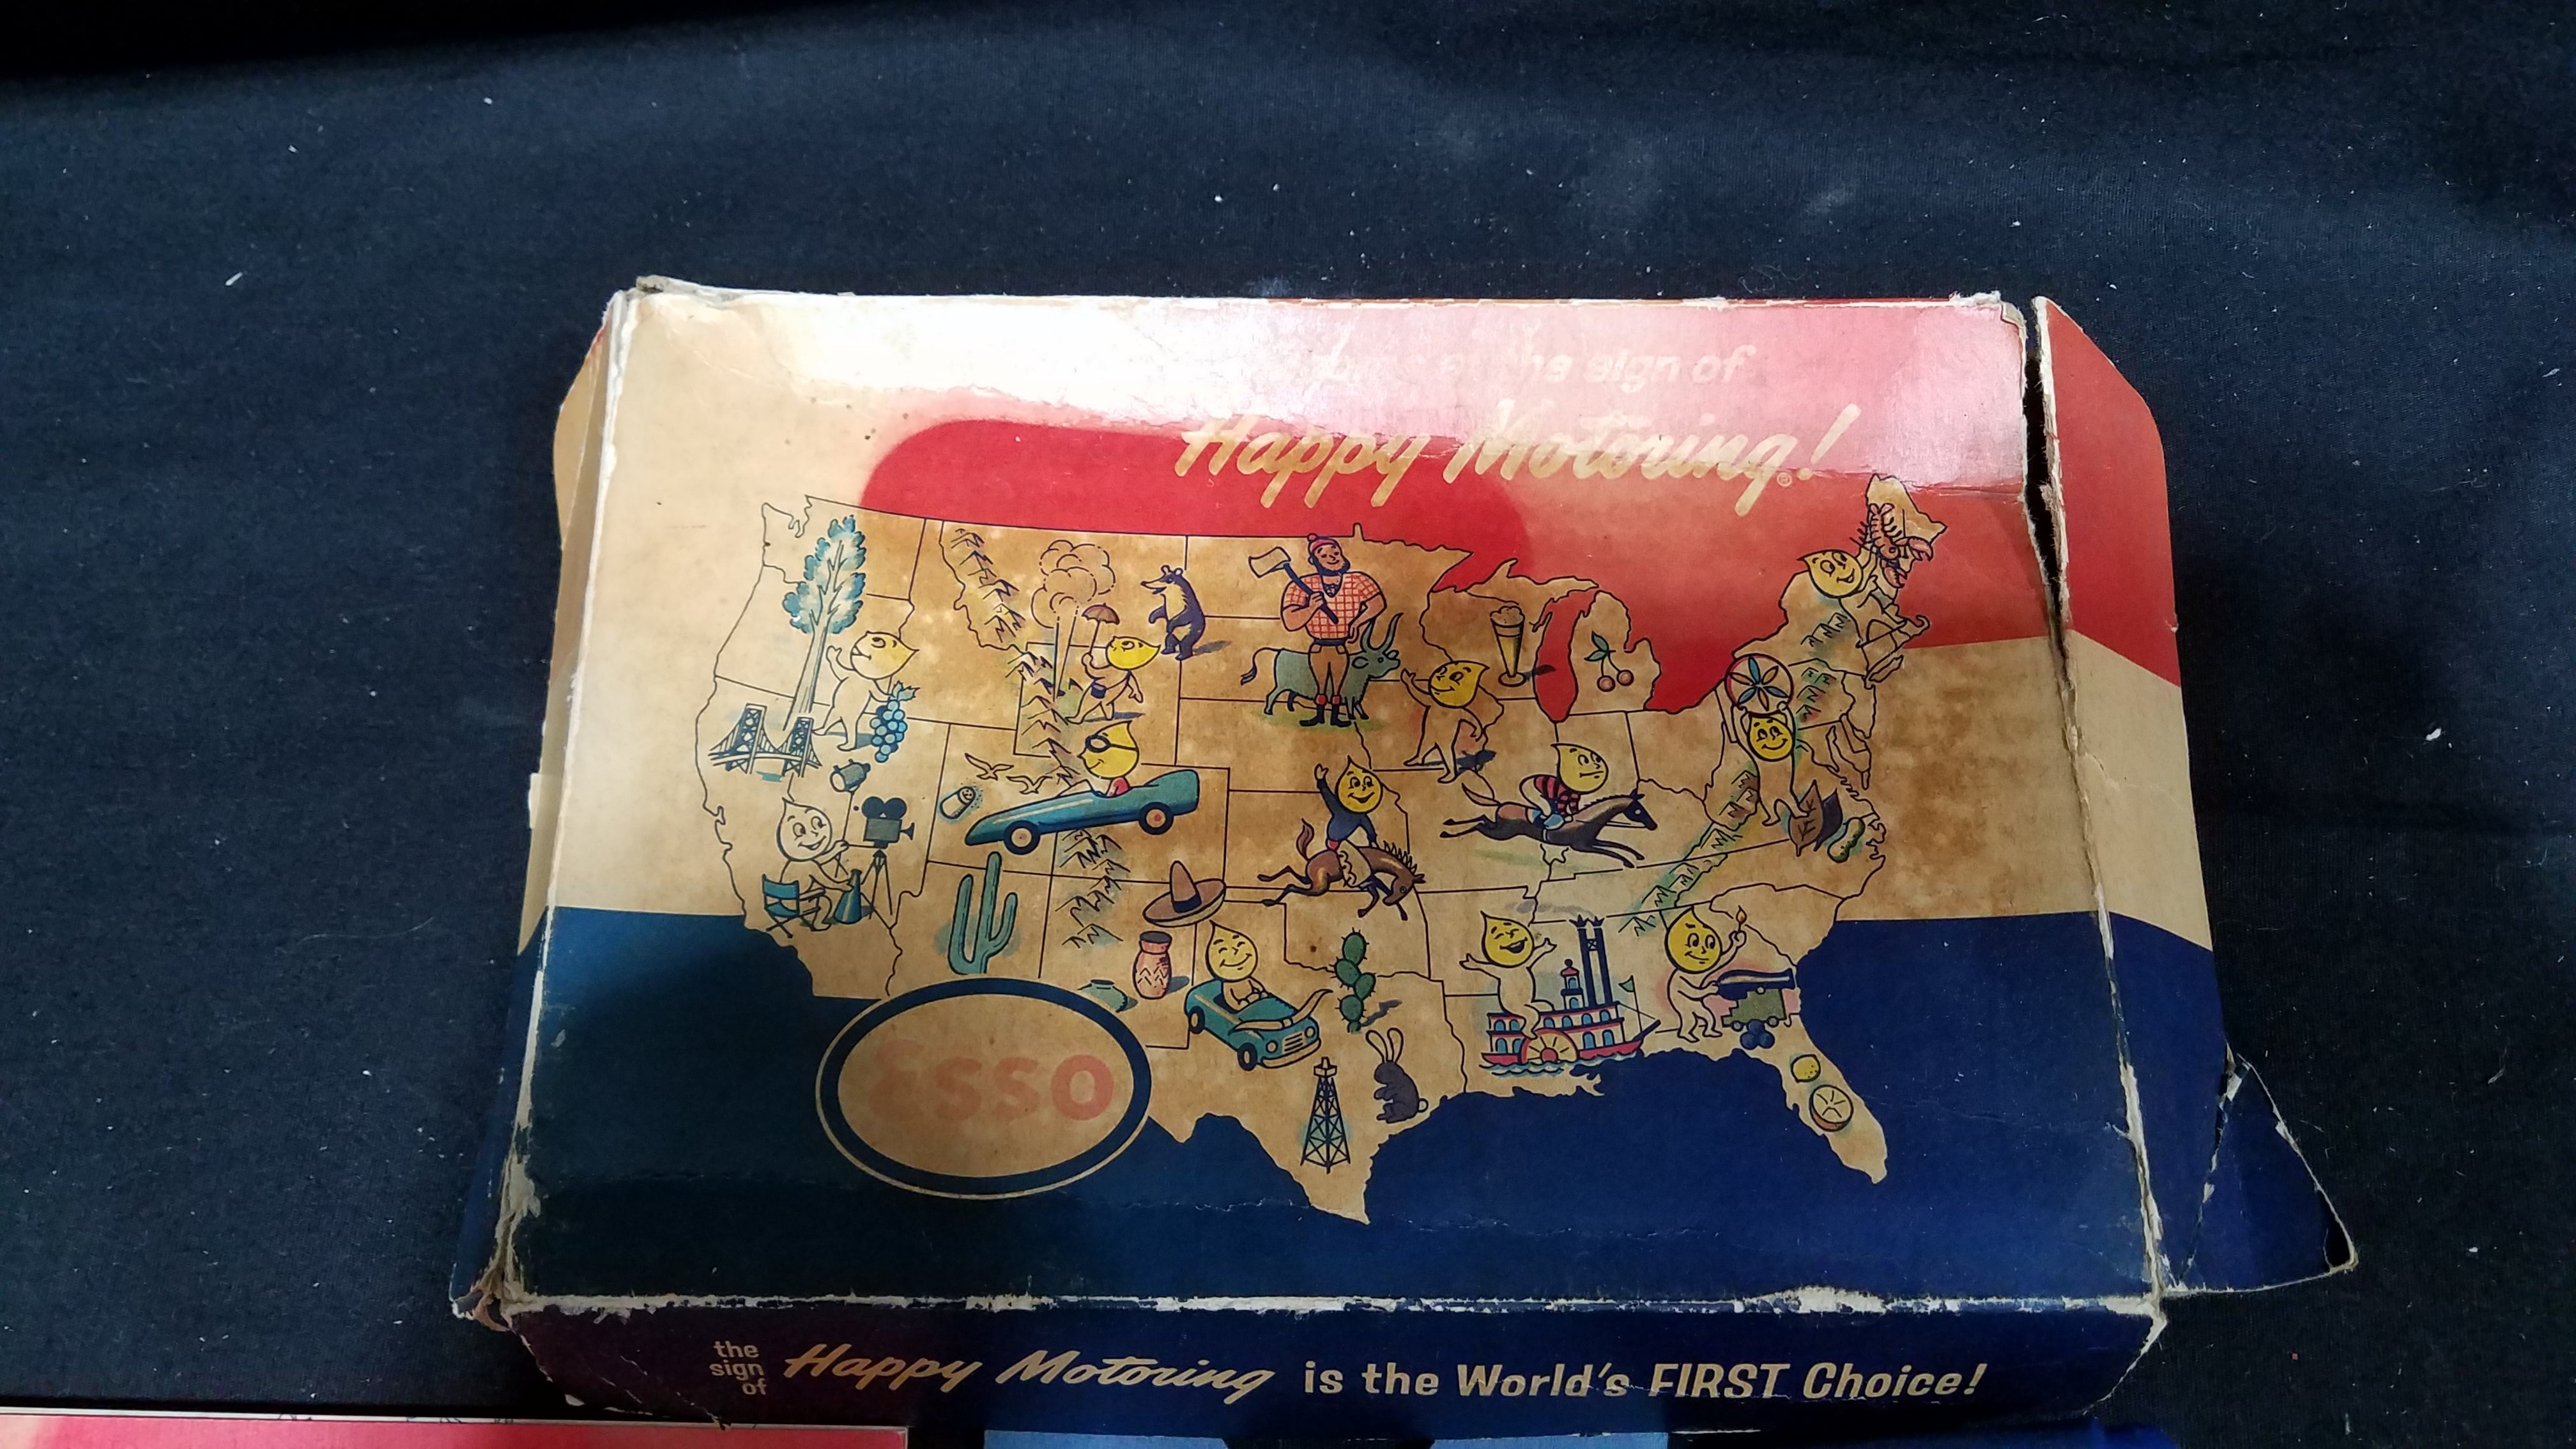 the sign of
Happy Motoring!
ESSO
the
sign
of
Happy Motoring is the World's FIRST Choice!